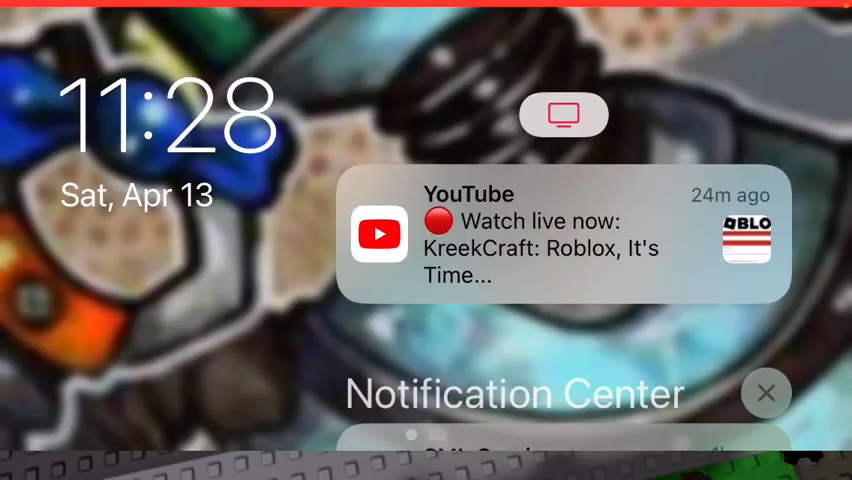 11:28
Sat, Apr 13
YouTube
24m ago
🔴 Watch live now:
KreekCraft: Roblox, It's
Time...
Notification Center